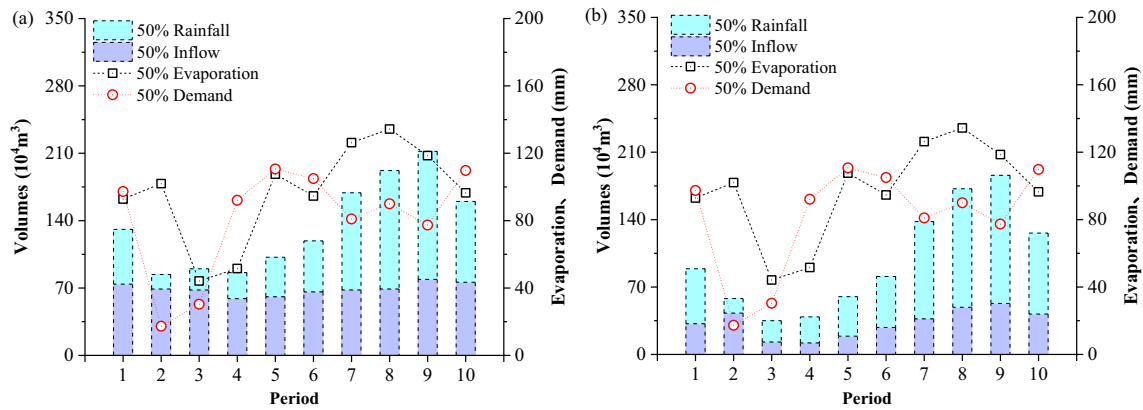 (a)
50% Rainfall
50% Inflow
50% Evaporation
50% Demand
Volumes (10⁴m³)
350
280
210
140
70
0
200
160
120
80
40
0
Evaporation、Demand (mm)
1 2 3 4 5 6 7 8 9 10
Period
(b)
50% Rainfall
50% Inflow
50% Evaporation
50% Demand
Volumes (10⁴m³)
350
280
210
140
70
0
200
160
120
80
40
0
Evaporation、Demand (mm)
1 2 3 4 5 6 7 8 9 10
Period